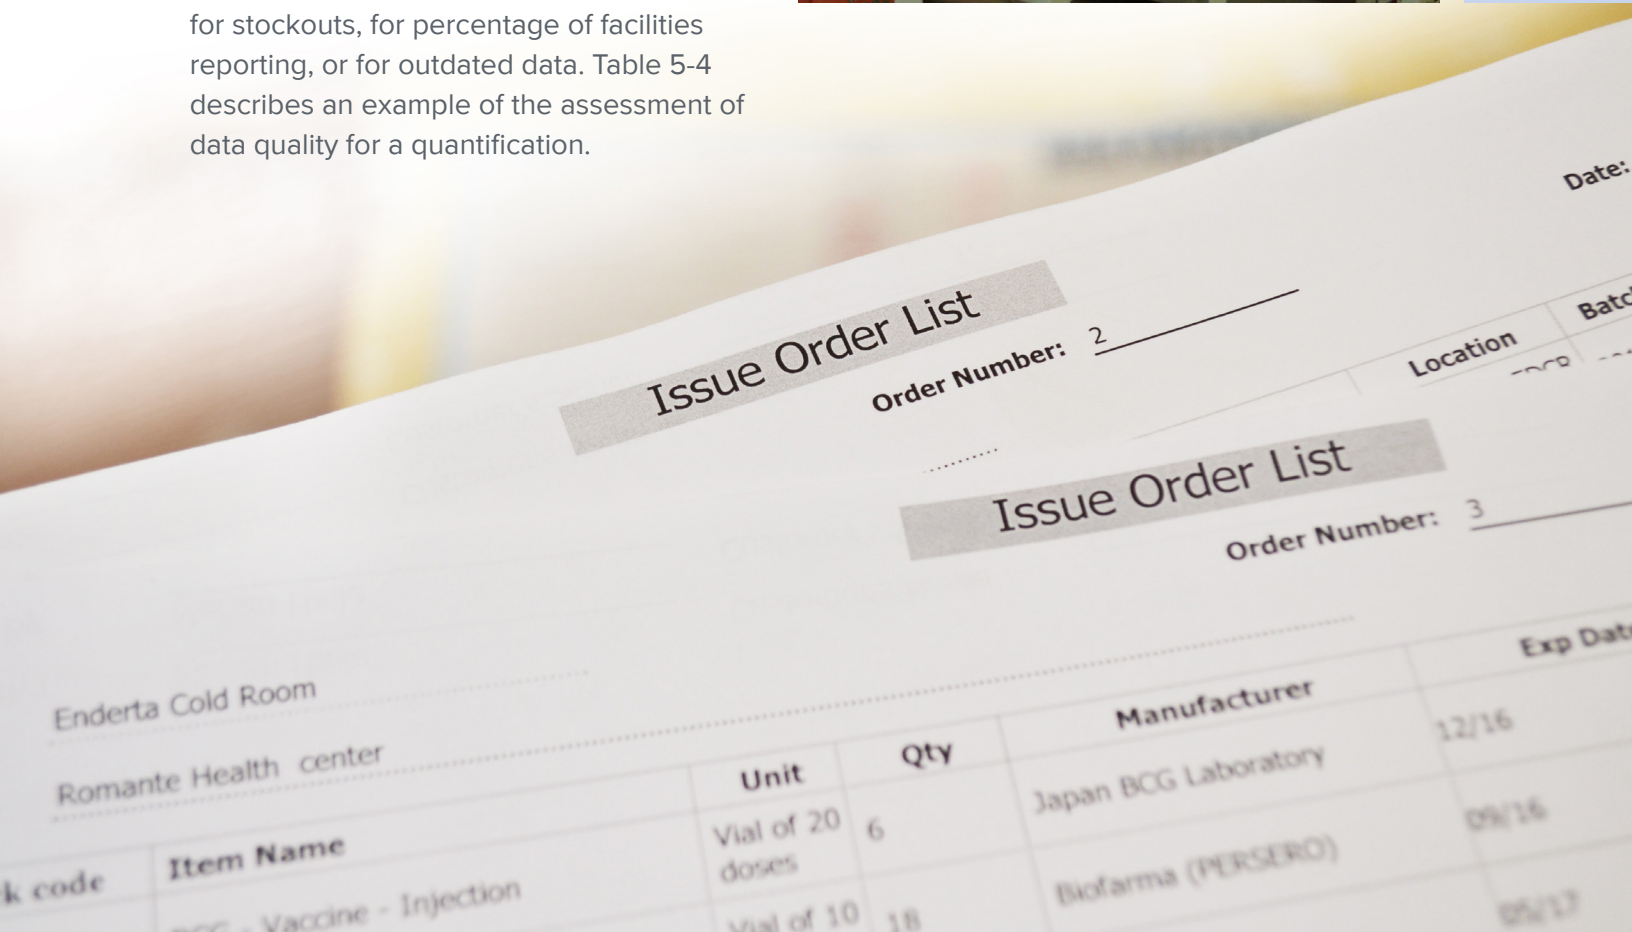 for stockouts, for percentage of facilities
reporting, or for outdated data. Table 5-4
describes an example of the assessment of
data quality for a quantification.
Date:
Issue Order List
Order Number: 2
Location
Issue Order List
Order Number: 3
Enderta Cold Room
Romante Health center
k code Item Name Unit Qty Manufacturer Exp
Vaccine - Injection Vial of 20 doses 6 Japan BCG Laboratory 12/16
Vial of 10 18 Biofarma (PERSERO) 09/16
05/17